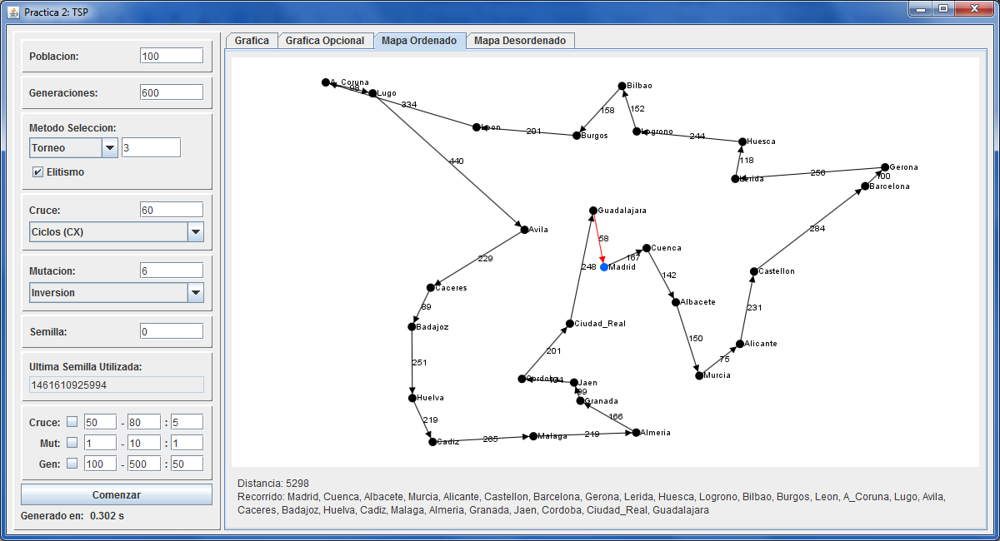 Practica 2: TSP
Poblacion: 100
Generaciones: 600
Metodo Seleccion:
Torneo 3
Elitismo
Cruce: 60
Ciclos (CX)
Mutacion: 6
Inversion
Semilla: 0
Ultima Semilla Utilizada:
1461610925994
Cruce: 50 - 80 : 5
Mut: 1 - 10 : 1
Gen: 100 - 500 : 50
Comenzar
Generado en: 0.302 s
Grafica Grafica Opcional Mapa Ordenado Mapa Desordenado
A_Coruna
98
Lugo
334
Leon
201
Burgos
158
Bilbao
152
Logrono
244
Huesca
118
Lerida
256
Gerona
100
Barcelona
440
Avila
Guadalajara
58
Madrid
167
Cuenca
284
248
142
Castellon
229
Caceres
Albacete
89
231
Badajoz
Ciudad_Real
150
Alicante
201
75
251
Murcia
Cordoba
104
Jaen
99
Huelva
Granada
219
166
Cadiz
265
Malaga
219
Almeria
Distancia: 5298
Recorrido: Madrid, Cuenca, Albacete, Murcia, Alicante, Castellon, Barcelona, Gerona, Lerida, Huesca, Logrono, Bilbao, Burgos, Leon, A_Coruna, Lugo, Avila,
Caceres, Badajoz, Huelva, Cadiz, Malaga, Almeria, Granada, Jaen, Cordoba, Ciudad_Real, Guadalajara